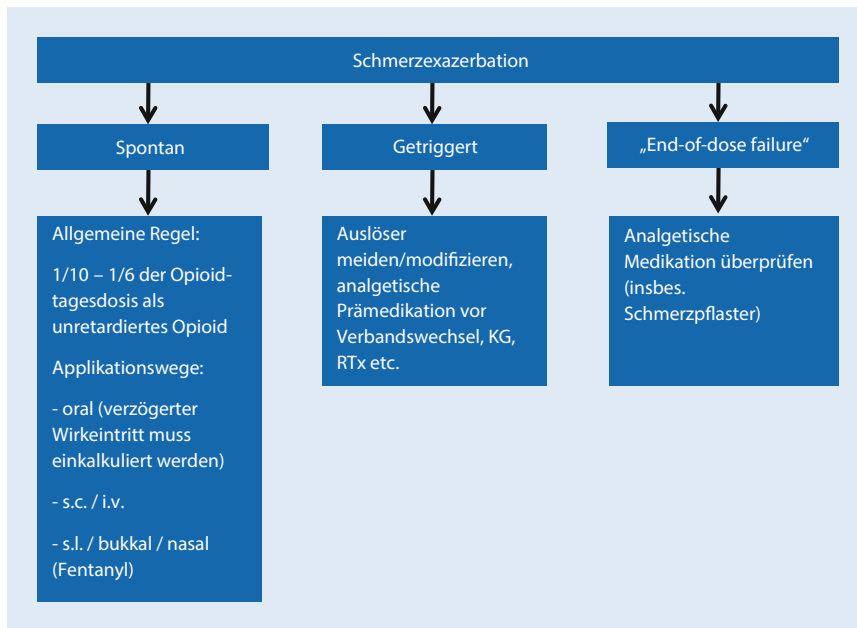 Schmerzexazerbation
Spontan
Getriggert
„End-of-dose failure“
Allgemeine Regel:
1/10 – 1/6 der Opioid-
tagesdosis als
unretardiertes Opioid
Applikationswege:
- oral (verzögerter
Wirkeintritt muss
einkalkuliert werden)
- s.c. / i.v.
- s.l. / bukkal / nasal
(Fentanyl)
Auslöser
meiden/modifizieren,
analgetische
Prämedikation vor
Verbandswechsel, KG,
RTx etc.
Analgetische
Medikation überprüfen
(insbes.
Schmerzpflaster)